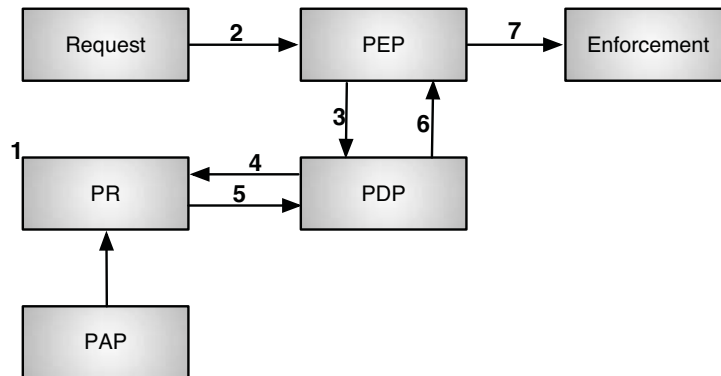 Request
2
PEP
7
Enforcement
3
6
1
PR
4
5
PDP
PAP